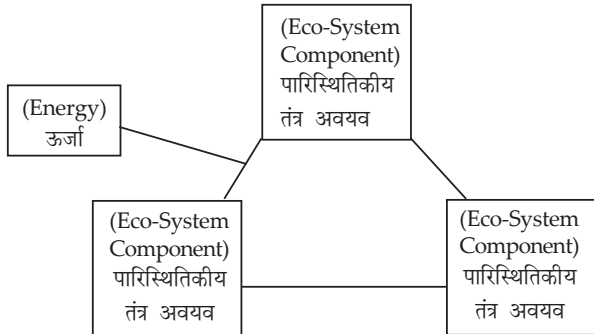 (Eco-System
Component)
पारिस्थितिकीय
तंत्र अवयव
(Energy)
ऊर्जा
(Eco-System
Component)
पारिस्थितिकीय
तंत्र अवयव
(Eco-System
Component)
पारिस्थितिकीय
तंत्र अवयव